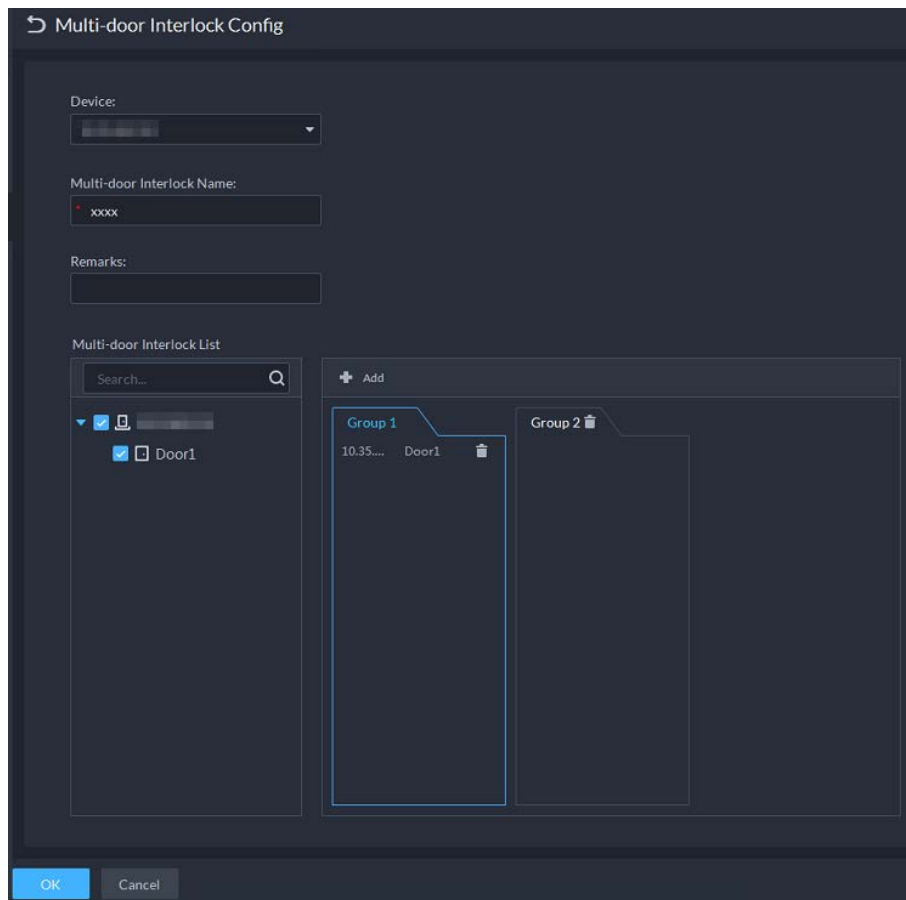 Multi-door Interlock Config
Device:
Multi-door Interlock Name:
* xxxx
Remarks:
Multi-door Interlock List
Search...
Add
Group 1
Group 2
10.35.... Door1
Door1
OK
Cancel